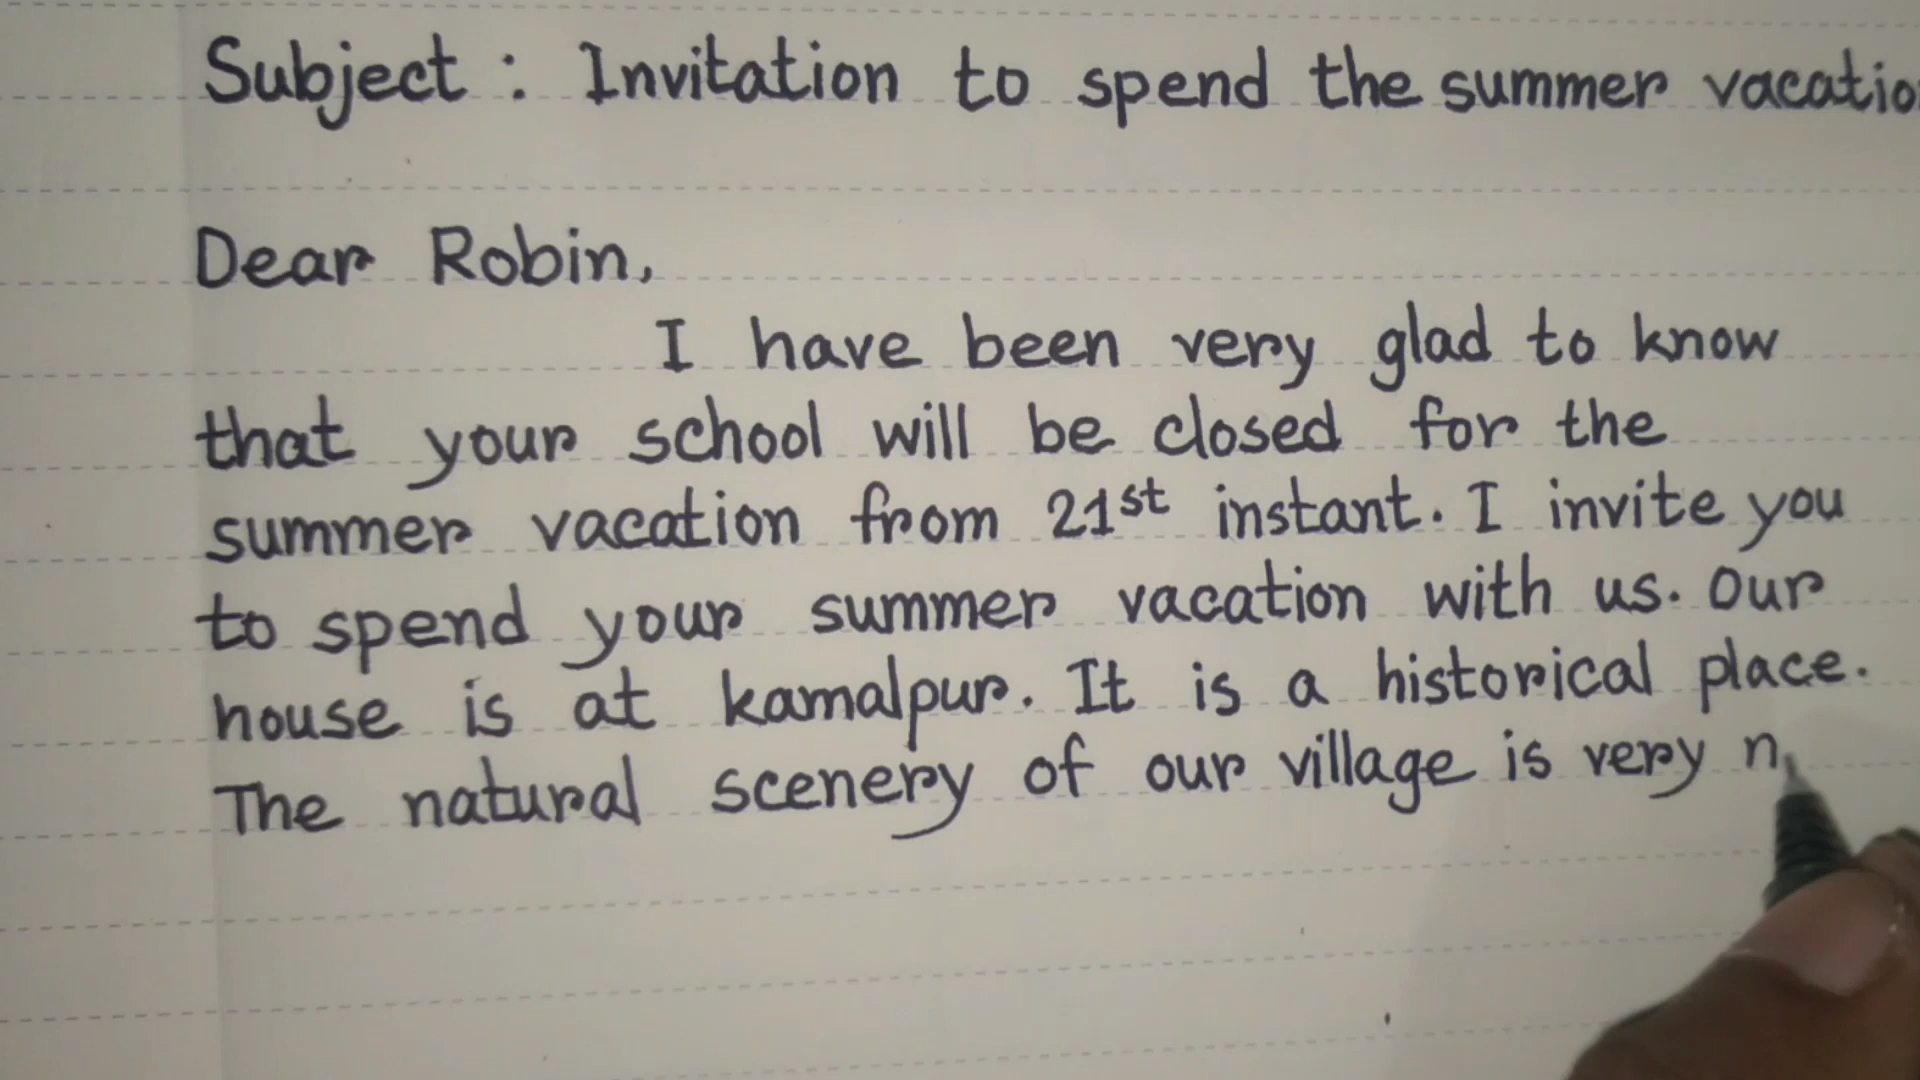 Subject : Invitation to spend the summer vacatio
Dear Robin,
I have been very glad to know
that your school will be closed for the
summer vacation from 21st instant. I invite you
to spend your summer vacation with us. Our
house is at kamalpur. It is a historical place.
The natural scenery of our village is very n